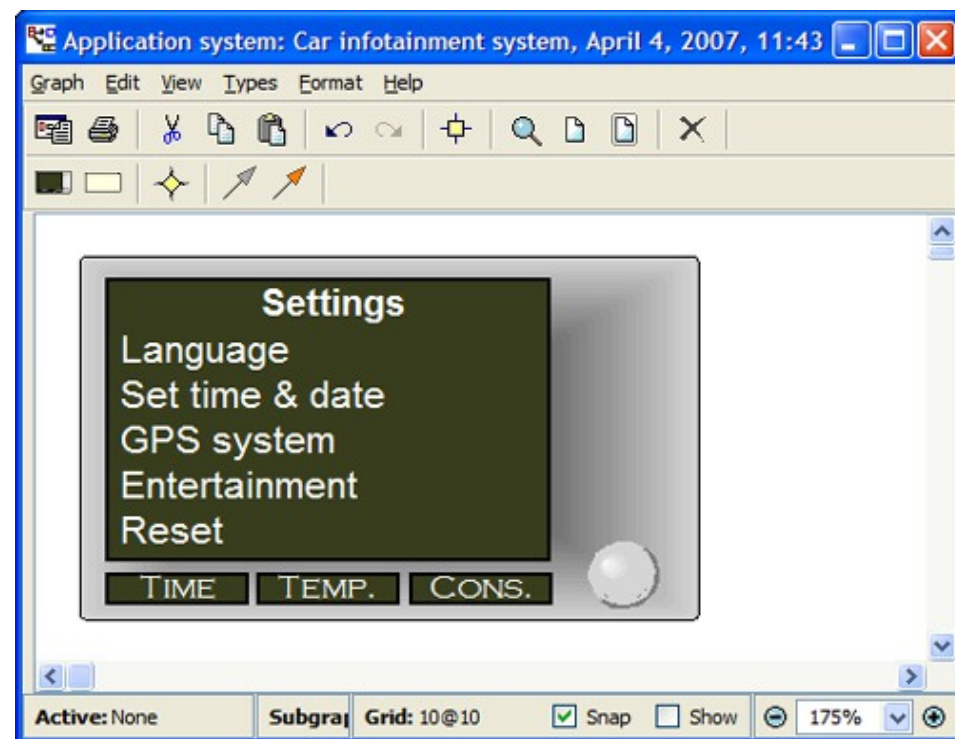 Application system: Car infotainment system, April 4, 2007, 11:43
Graph Edit View Types Format Help
Settings
Language
Set time & date
GPS system
Entertainment
Reset
TIME TEMP. CONS.
Active: None Grid: 10@10 Snap Show 175%